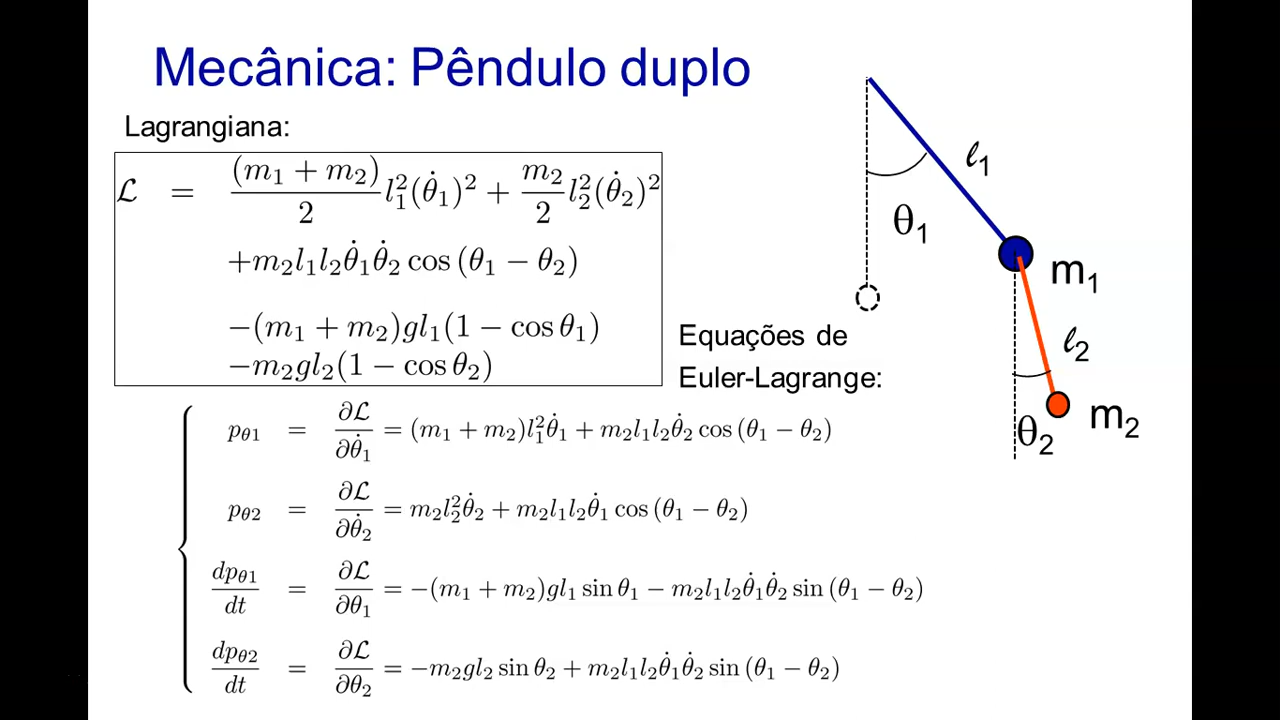 Mecânica: Pêndulo duplo
Lagrangiana:
ℒ = (m₁ + m₂)/2 l₁²(θ̇₁)² + m₂/2 l₂²(θ̇₂)²
+m₂l₁l₂θ̇₁θ̇₂ cos (θ₁ − θ₂)
−(m₁ + m₂)gl₁(1 − cos θ₁)
−m₂gl₂(1 − cos θ₂)
ℓ₁
θ₁
m₁
ℓ₂
m₂
θ₂
Equações de
Euler-Lagrange:
p_θ1 = ∂ℒ/∂θ̇₁ = (m₁ + m₂)l₁²θ̇₁ + m₂l₁l₂θ̇₂ cos (θ₁ − θ₂)
p_θ2 = ∂ℒ/∂θ̇₂ = m₂l₂²θ̇₂ + m₂l₁l₂θ̇₁ cos (θ₁ − θ₂)
dp_θ1/dt = ∂ℒ/∂θ₁ = −(m₁ + m₂)gl₁ sin θ₁ − m₂l₁l₂θ̇₁θ̇₂ sin (θ₁ − θ₂)
dp_θ2/dt = ∂ℒ/∂θ₂ = −m₂gl₂ sin θ₂ + m₂l₁l₂θ̇₁θ̇₂ sin (θ₁ − θ₂)